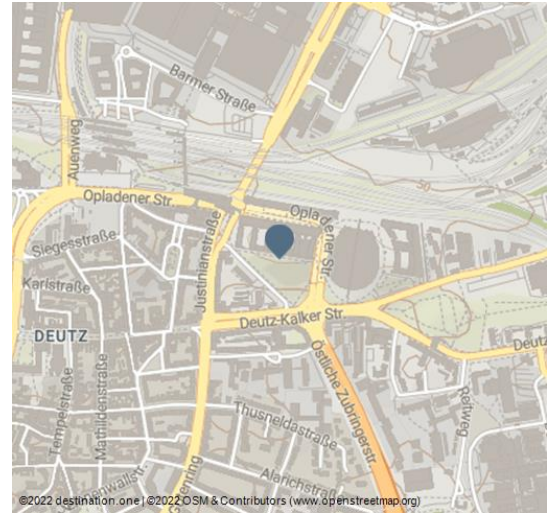 Barmer Straße
Auenweg
Opladener Str.
Opladener Str.
Siegesstraße
Justinianstraße
Karlstraße
DEUTZ
Deutz-Kalker Str.
Deutz
Östliche Zubringerstr.
Tempelstraße
Mathildenstraße
Thusneldastraße
Reitweg
Alarichstraße
©2022 destination.one | ©2022 OSM & Contributors (www.openstreetmap.org)